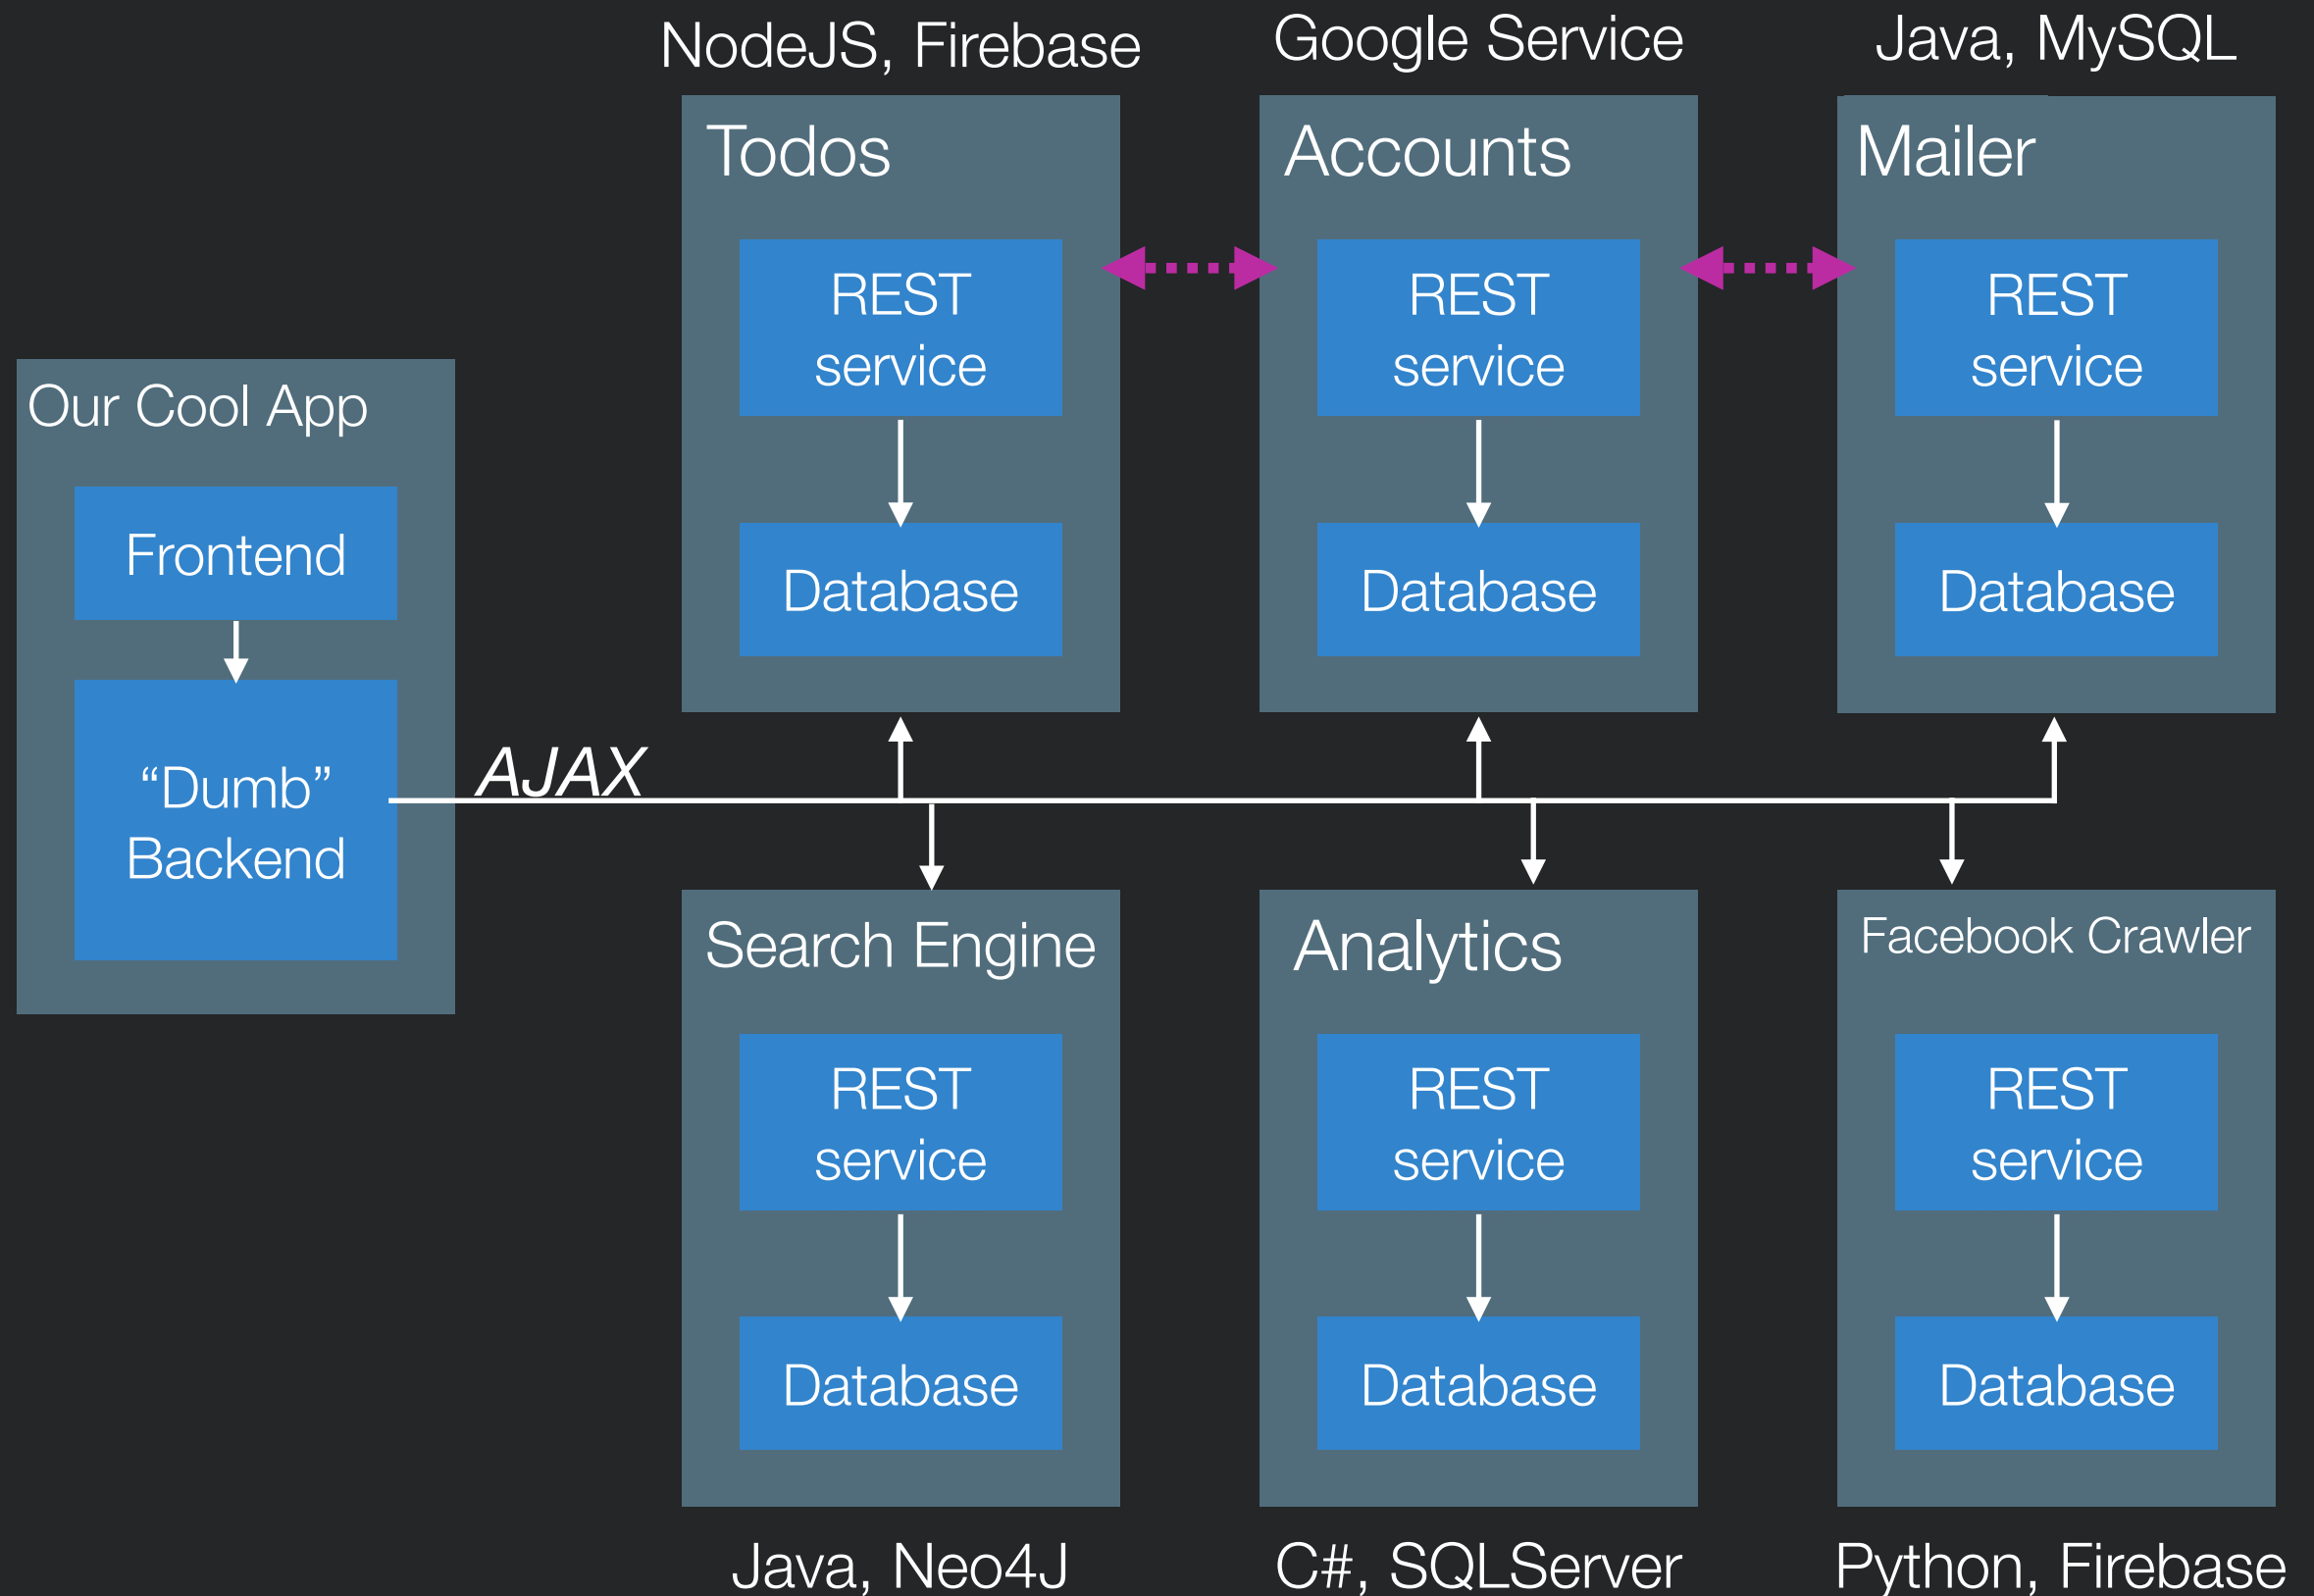 NodeJS, Firebase
Google Service
Java, MySQL
Todos
REST
service
Database
Accounts
REST
service
Database
Mailer
REST
service
Database
Our Cool App
Frontend
“Dumb”
Backend
AJAX
Search Engine
REST
service
Database
Analytics
REST
service
Database
Facebook Crawler
REST
service
Database
Java, Neo4J
C#, SQLServer
Python, Firebase